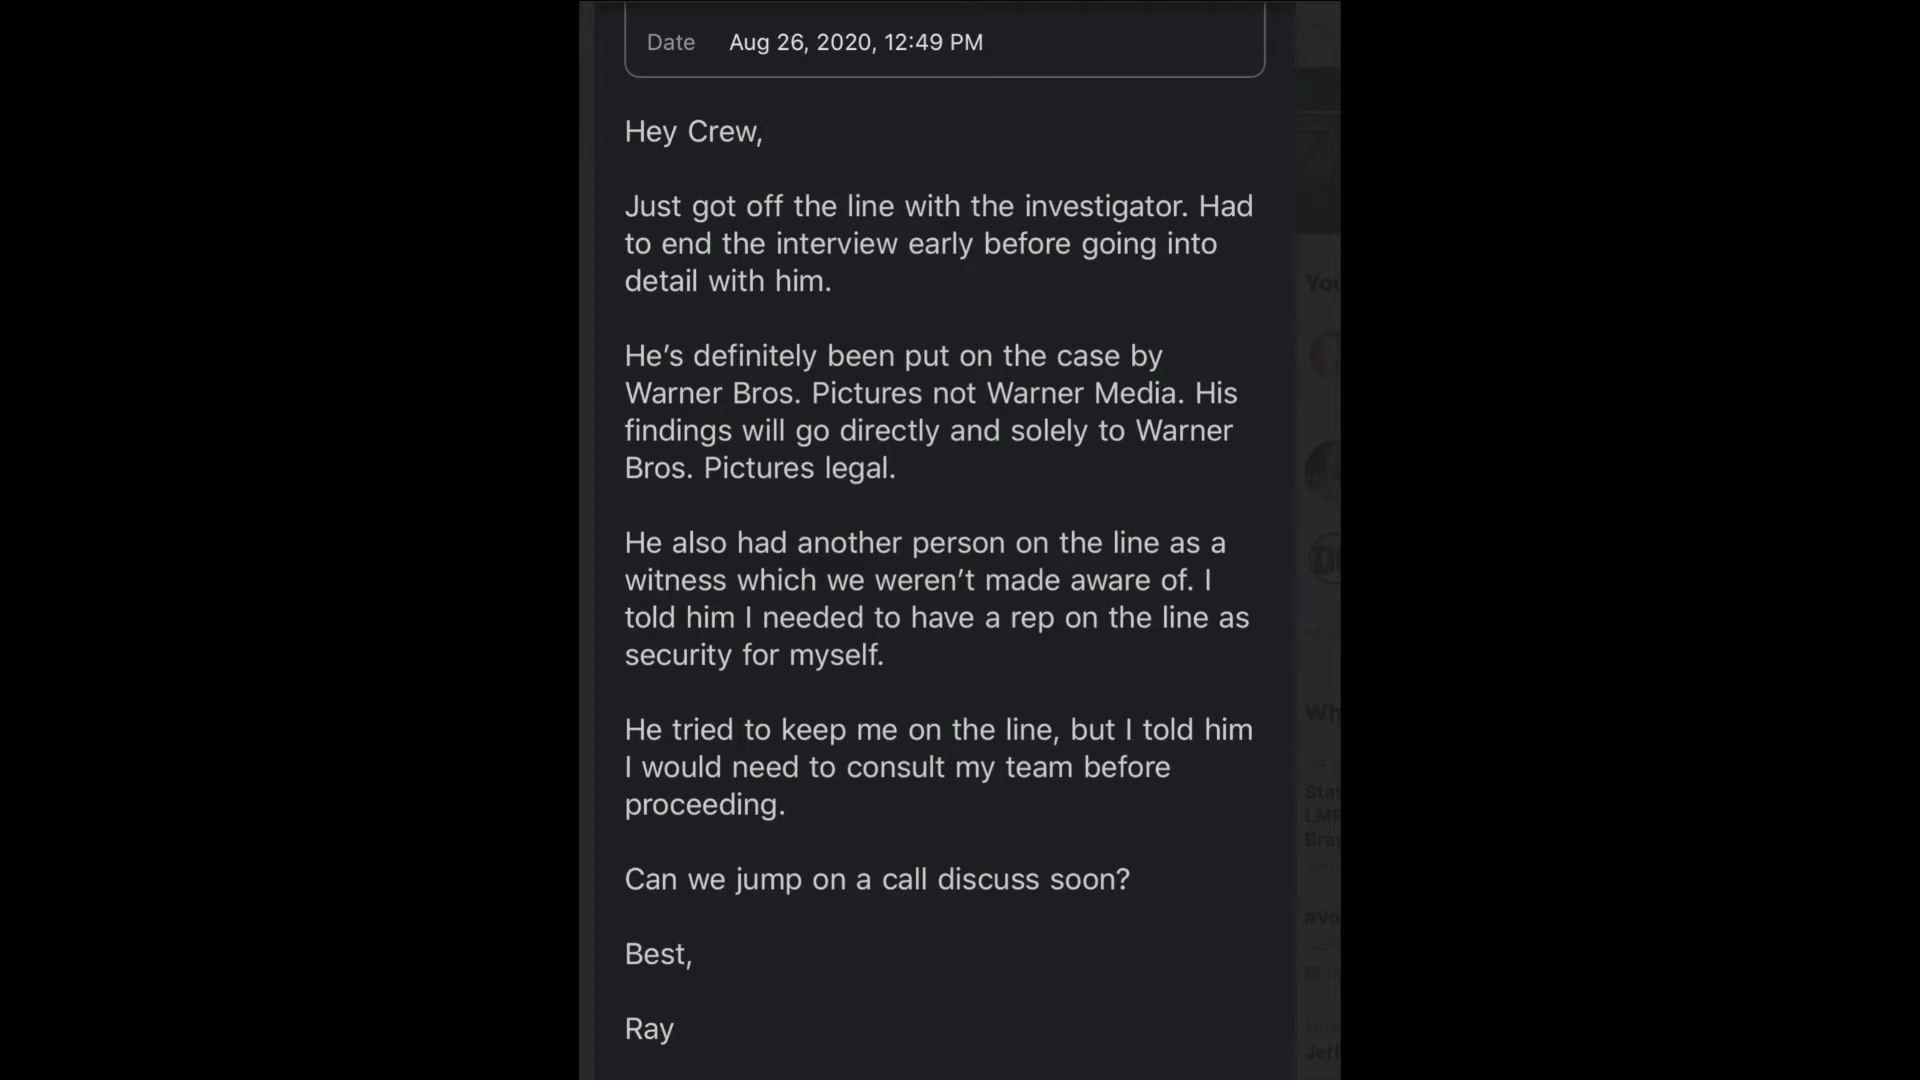 Date Aug 26, 2020, 12:49 PM
Hey Crew,
Just got off the line with the investigator. Had
to end the interview early before going into
detail with him.
He’s definitely been put on the case by
Warner Bros. Pictures not Warner Media. His
findings will go directly and solely to Warner
Bros. Pictures legal.
He also had another person on the line as a
witness which we weren’t made aware of. I
told him I needed to have a rep on the line as
security for myself.
He tried to keep me on the line, but I told him
I would need to consult my team before
proceeding.
Can we jump on a call discuss soon?
Best,
Ray